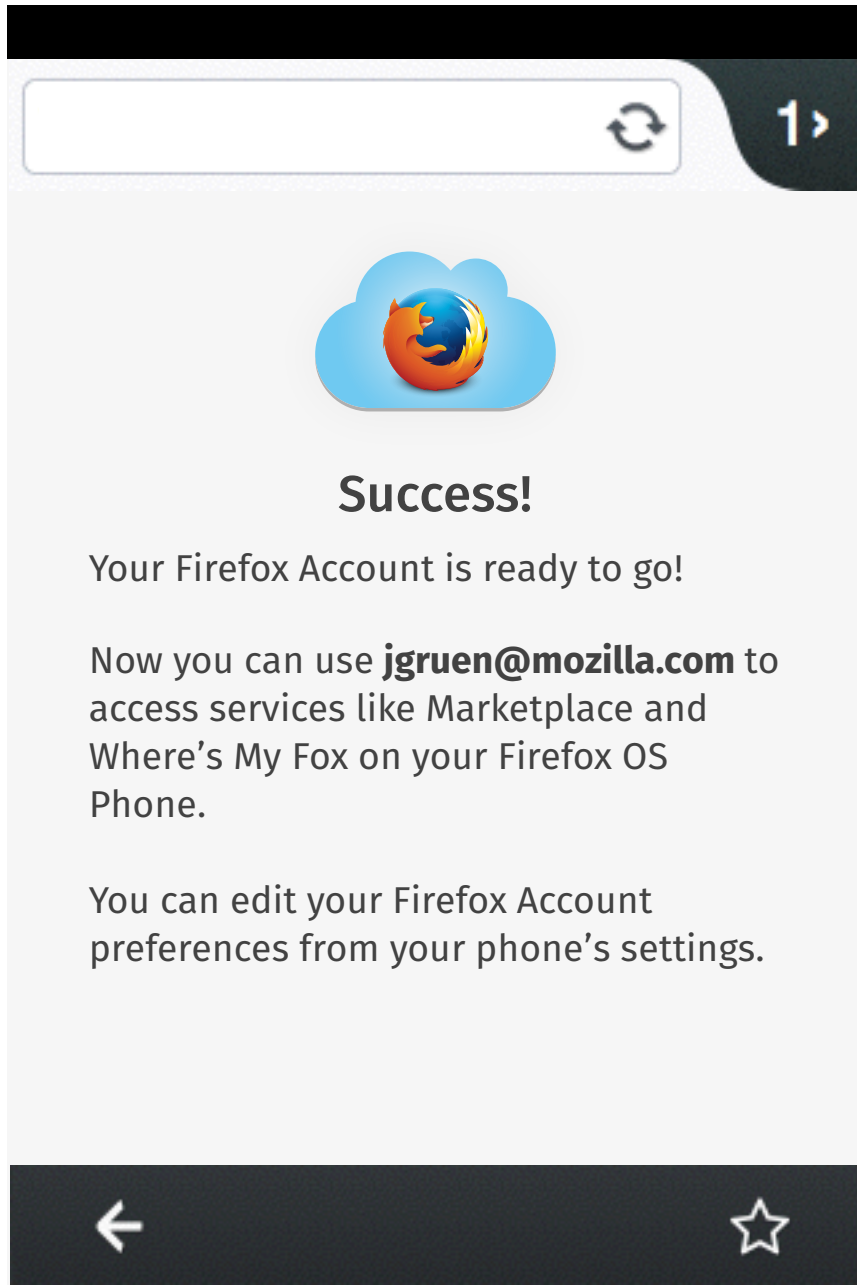 1›
Success!
Your Firefox Account is ready to go!
Now you can use jgruen@mozilla.com to
access services like Marketplace and
Where’s My Fox on your Firefox OS
Phone.
You can edit your Firefox Account
preferences from your phone’s settings.